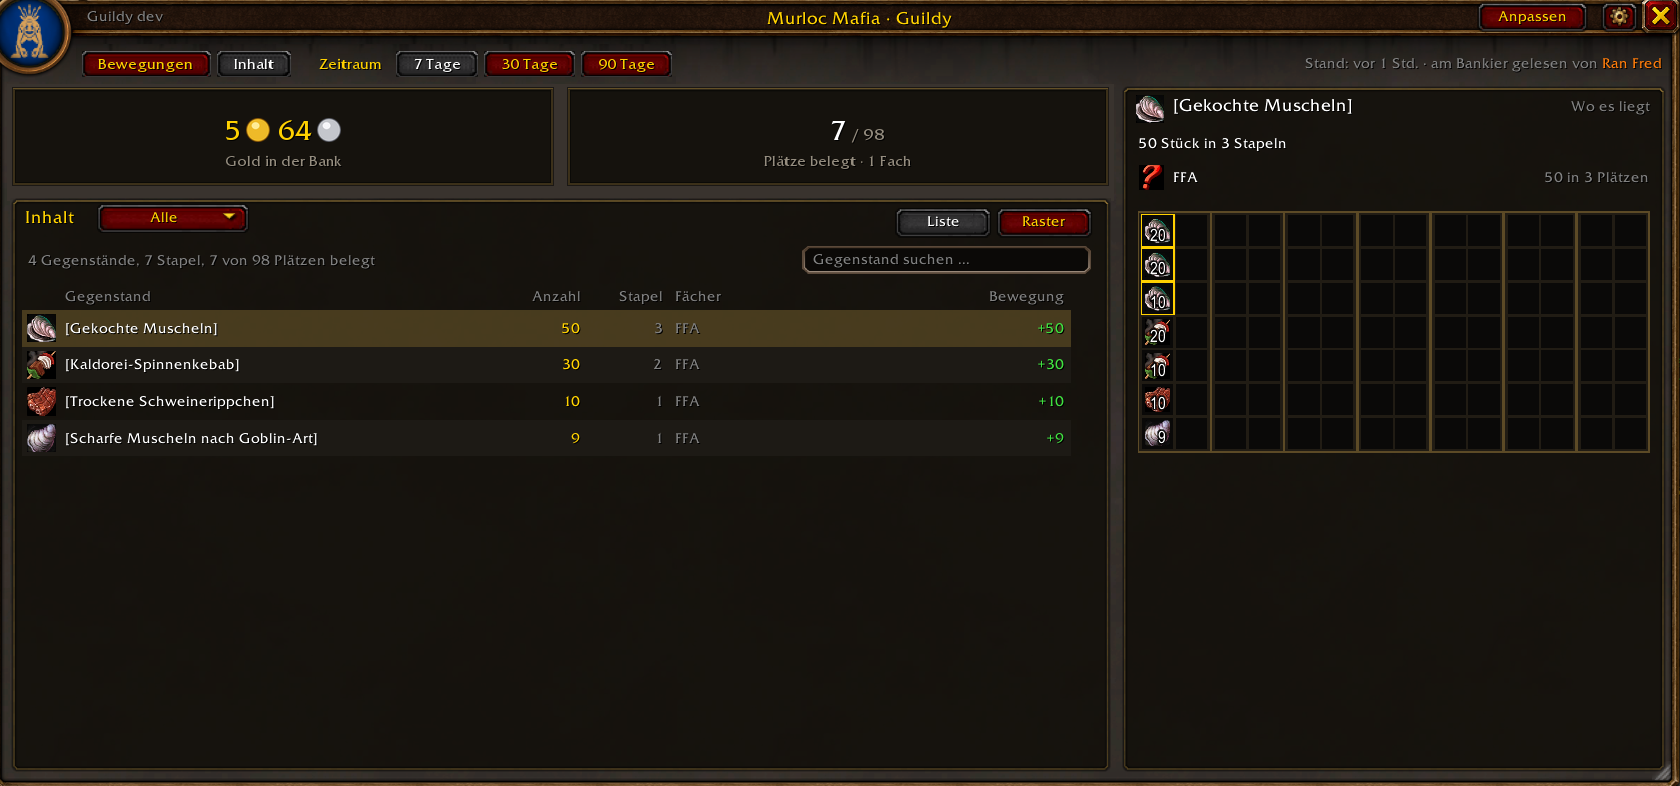 Guildy dev
Murloc Mafia · Guildy
Anpassen
Bewegungen Inhalt Zeitraum 7 Tage 30 Tage 90 Tage
Stand: vor 1 Std. · am Bankier gelesen von Ran Fred
5 64
Gold in der Bank
7 / 98
Plätze belegt · 1 Fach
Inhalt Alle Liste Raster
4 Gegenstände, 7 Stapel, 7 von 98 Plätzen belegt
Gegenstand suchen ...
Gegenstand Anzahl Stapel Fächer Bewegung
[Gekochte Muscheln] 50 3 FFA +50
[Kaldorei-Spinnenkebab] 30 2 FFA +30
[Trockene Schweinerippchen] 10 1 FFA +10
[Scharfe Muscheln nach Goblin-Art] 9 1 FFA +9
[Gekochte Muscheln] Wo es liegt
50 Stück in 3 Stapeln
FFA 50 in 3 Plätzen
20
20
10
20
10
10
9